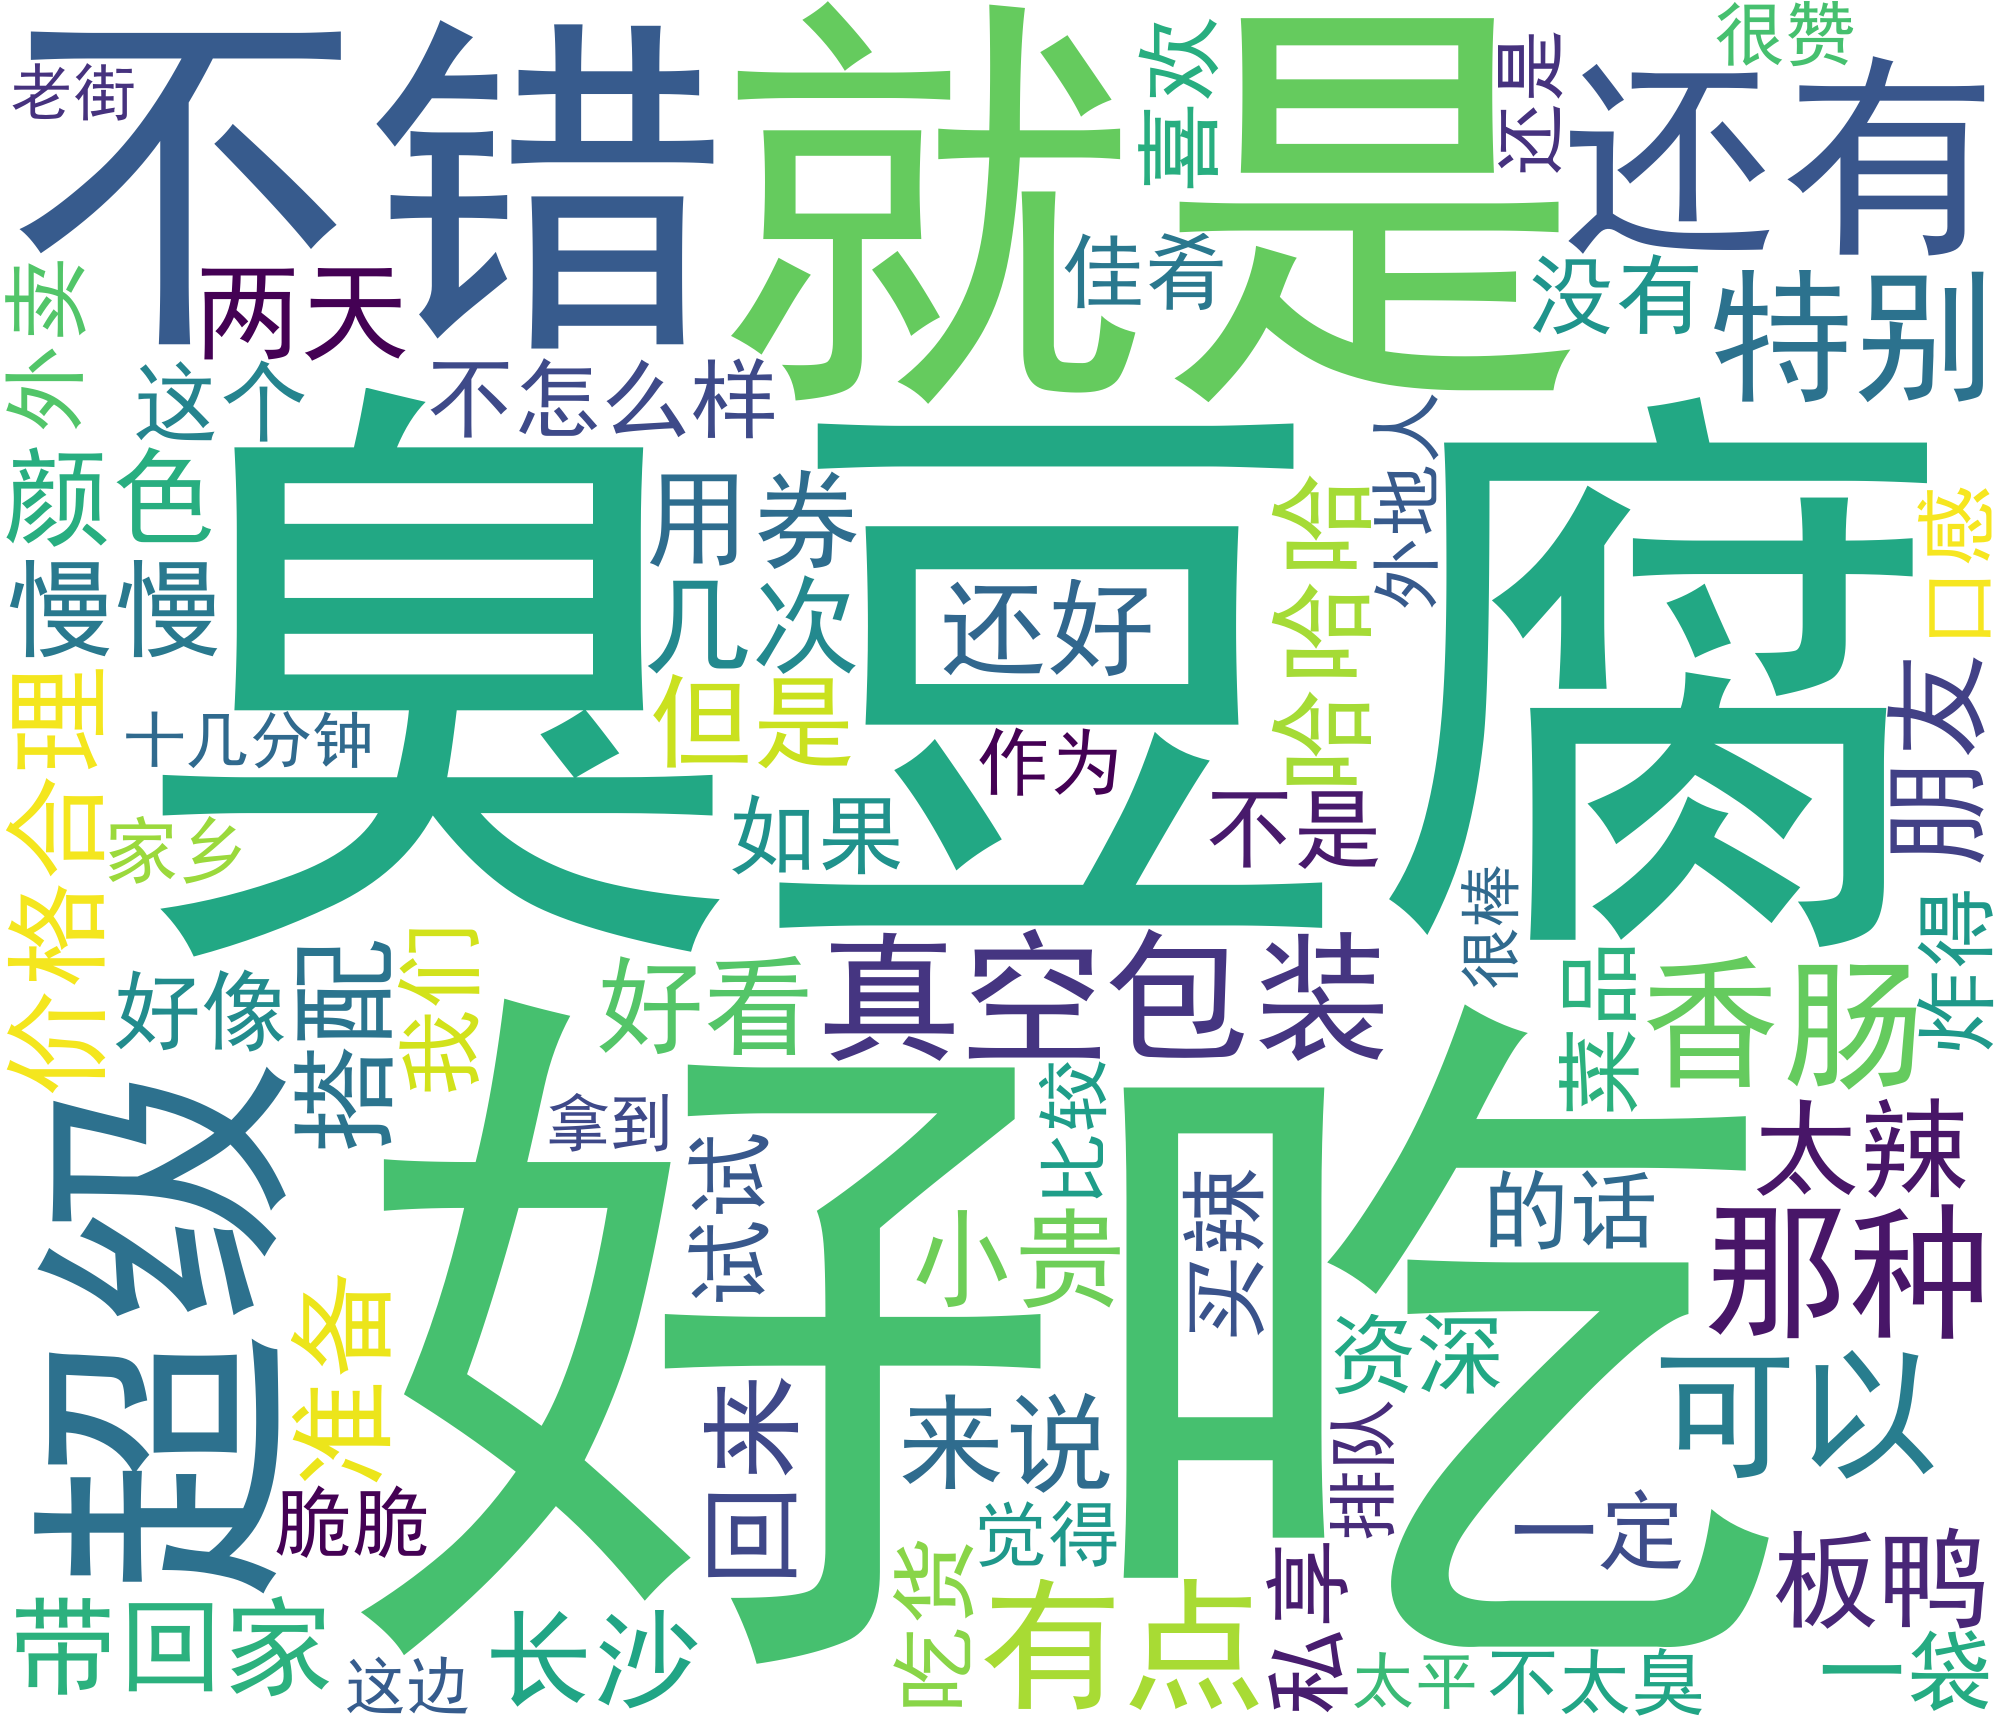 不错
就是
还有
很赞
老街
喜欢
还是
佳肴
没有
特别
两天
外卖
这个
不怎么样
臭豆腐
外地人
颜色
用券
哈哈哈
口感
慢慢
几次
还好
但是
朋友
价格合理
十几分钟
作为
不是
家乡
如果
很棒
炸得
真空包装
好看
香肠
菜品
好像
搭配
我们
超级
好吃
拿到
比较
试试
太辣
卖辣
的话
小贵
那种
准备
资深
可以
回来
来说
排队
脆脆
觉得
一定
板鸭
吃货
有点
私享
带回家
长沙
这边
太平
不太臭
一袋